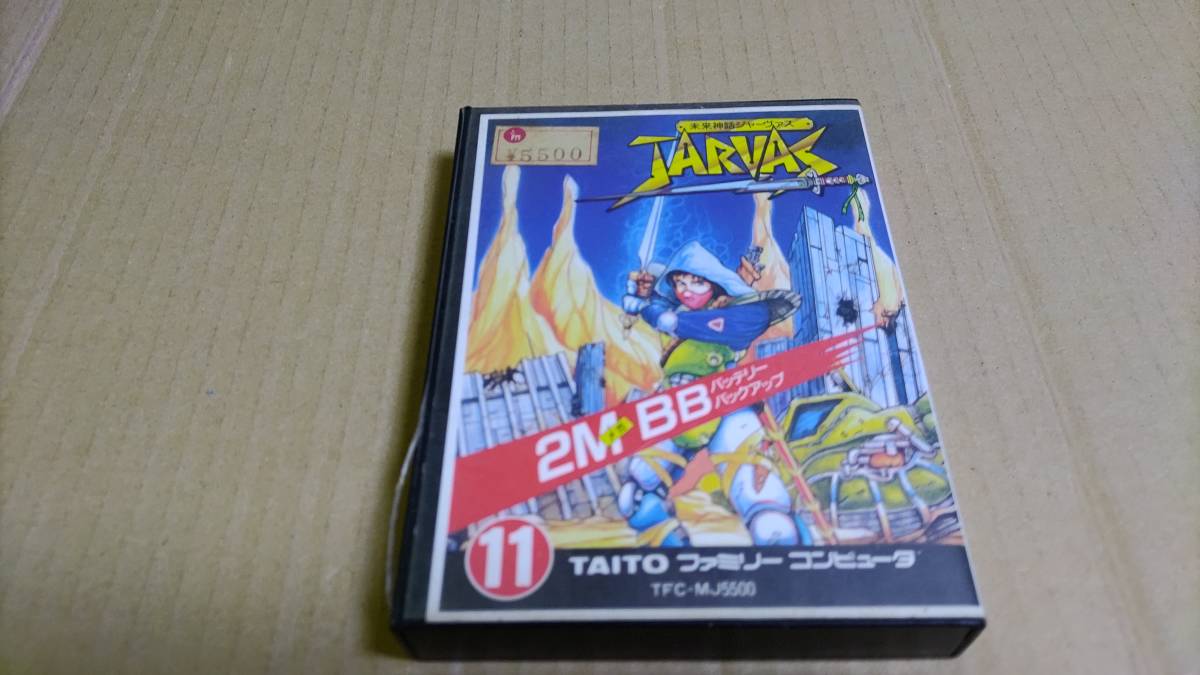 ¥5500
未来神話ジャーヴァス
JARVAS
2M BB
バッテリー
バックアップ
11
TAITO ファミリー コンピュータ
TFC-MJ5500